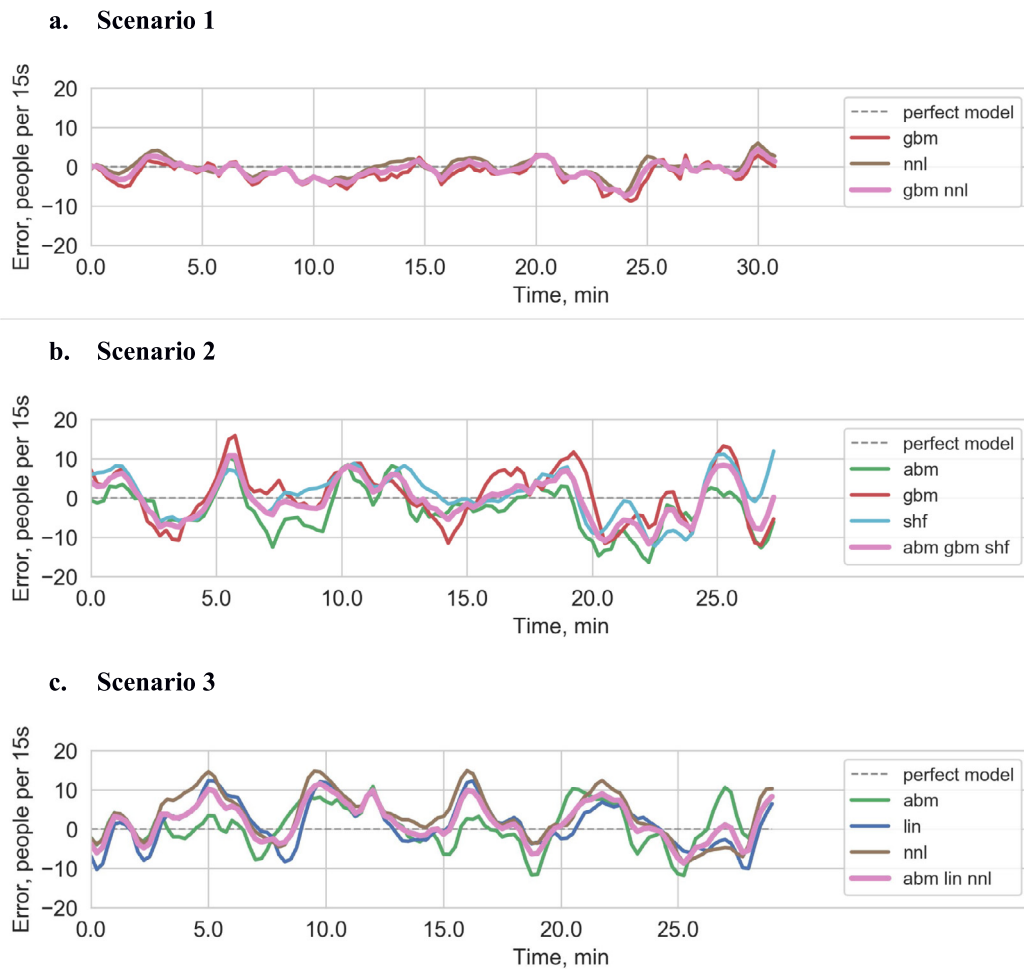 a. Scenario 1
Error, people per 15s
20
10
0
−10
−20
0.0 5.0 10.0 15.0 20.0 25.0 30.0
Time, min
perfect model
gbm
nnl
gbm nnl
b. Scenario 2
Error, people per 15s
20
10
0
−10
−20
0.0 5.0 10.0 15.0 20.0 25.0
Time, min
perfect model
abm
gbm
shf
abm gbm shf
c. Scenario 3
Error, people per 15s
20
10
0
−10
−20
0.0 5.0 10.0 15.0 20.0 25.0
Time, min
perfect model
abm
lin
nnl
abm lin nnl